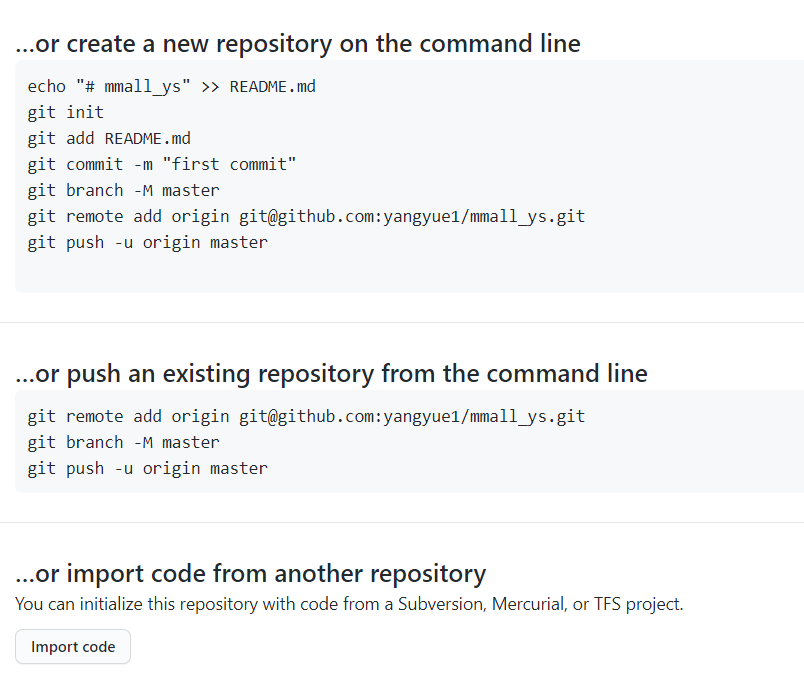 ...or create a new repository on the command line
echo "# mmall_ys" >> README.md
git init
git add README.md
git commit -m "first commit"
git branch -M master
git remote add origin git@github.com:yangyue1/mmall_ys.git
git push -u origin master
...or push an existing repository from the command line
git remote add origin git@github.com:yangyue1/mmall_ys.git
git branch -M master
git push -u origin master
...or import code from another repository
You can initialize this repository with code from a Subversion, Mercurial, or TFS project.
Import code